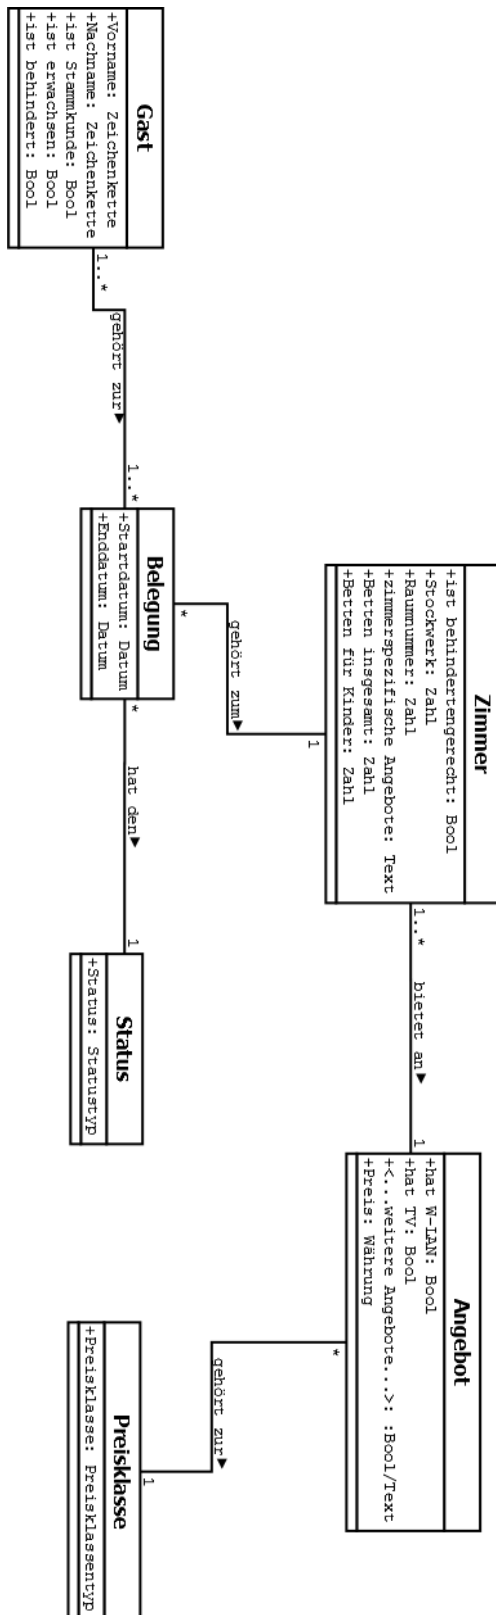 Gast
+Vorname: Zeichenkette
+Nachname: Zeichenkette
+ist Stammkunde: Bool
+ist erwachsen: Bool
+ist behindert: Bool
1..*
gehört zur▶
1..*
Belegung
+Startdatum: Datum
+Enddatum: Datum
*
gehört zum▶
1
Zimmer
+ist behindertengerecht: Bool
+Stockwerk: Zahl
+Raumnummer: Zahl
+zimmerspezifische Angebote: Text
+Betten insgesamt: Zahl
+Betten für Kinder: Zahl
*
hat den▶
1
Status
+Status: Statustyp
1..*
bietet an▶
1
Angebot
+hat W-LAN: Bool
+hat TV: Bool
+<...weitere Angebote...>: :Bool/Text
+Preis: Währung
*
gehört zur▶
1
Preisklasse
+Preisklasse: Preisklassentyp